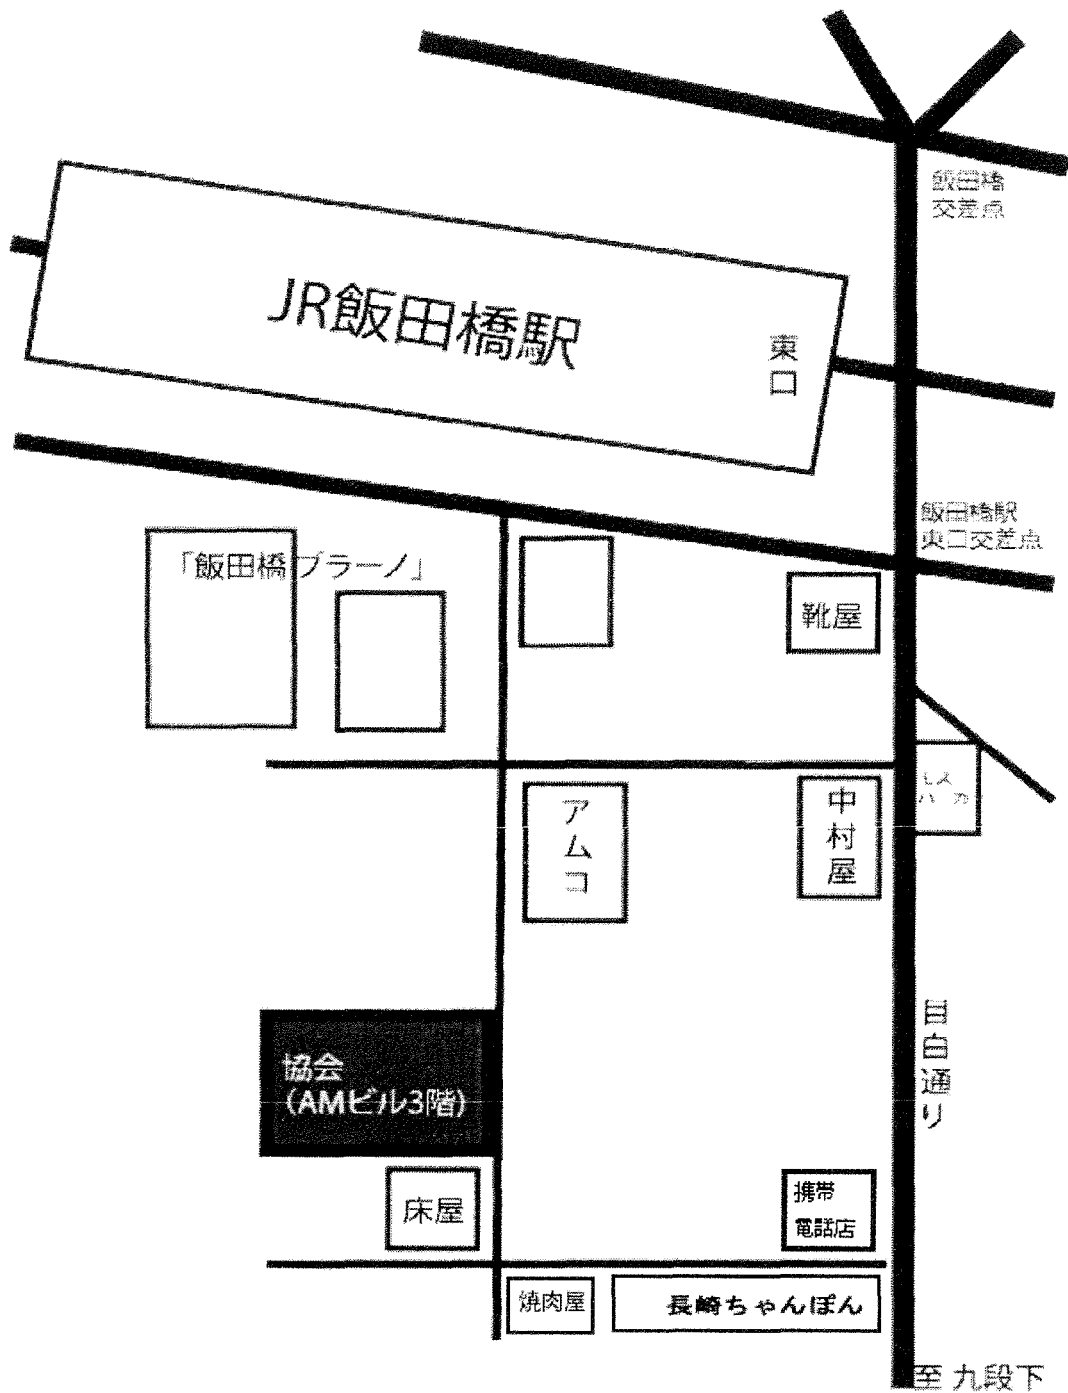 飯田橋
交差点
JR飯田橋駅
東口
飯田橋駅
東口交差点
「飯田橋プラーノ」
靴屋
アムコ
中村屋
目白通り
協会
(AMビル3階)
床屋
携帯
電話店
焼肉屋
長崎ちゃんぽん
至 九段下